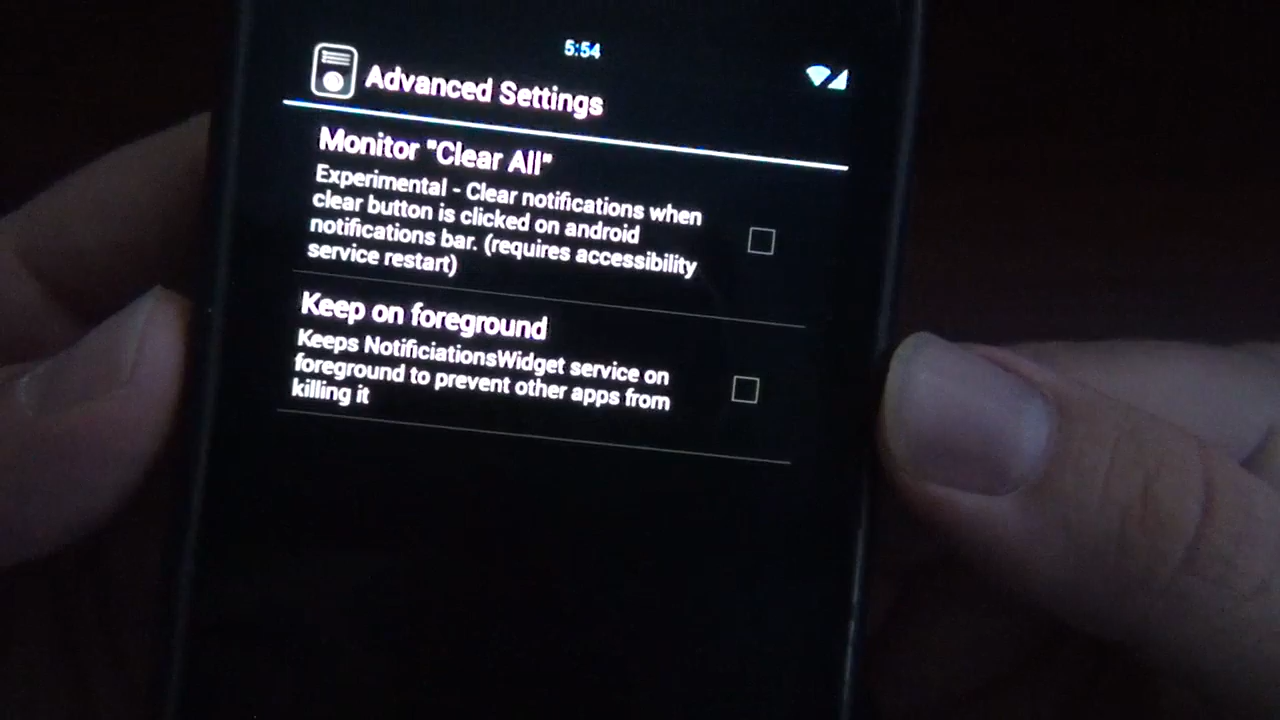 5:54
Advanced Settings
Monitor "Clear All"
Experimental - Clear notifications when
clear button is clicked on android
notifications bar. (requires accessibility
service restart)
Keep on foreground
Keeps NotificiationsWidget service on
foreground to prevent other apps from
killing it